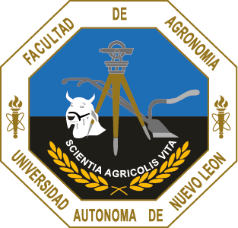 FACULTAD DE AGRONOMIA
SCIENTIA AGRICOLIS VITA
UNIVERSIDAD AUTONOMA DE NUEVO LEON